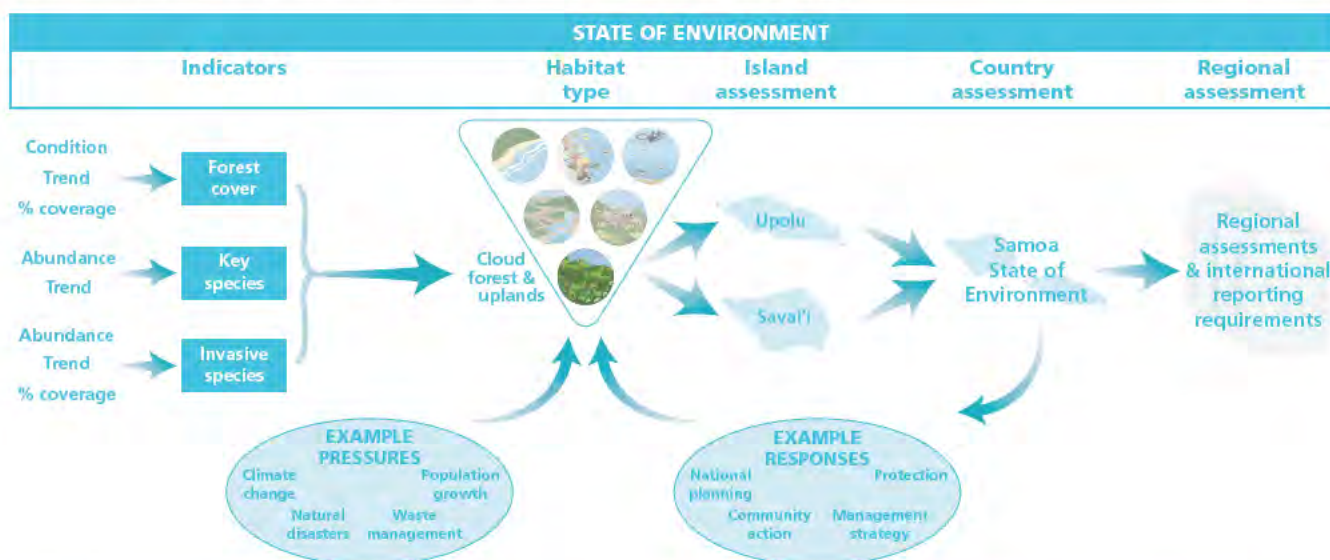 STATE OF ENVIRONMENT
Indicators
Habitat
type
Island
assessment
Country
assessment
Regional
assessment
Condition
Trend
% coverage
Forest
cover
Abundance
Trend
Key
species
Abundance
Trend
% coverage
Invasive
species
Cloud
forest &
uplands
Upolu
Savai'i
Samoa
State of
Environment
Regional
assessments
& international
reporting
requirements
EXAMPLE
PRESSURES
Climate
change
Population
growth
Natural
disasters
Waste
management
EXAMPLE
RESPONSES
National
planning
Protection
Community
action
Management
strategy